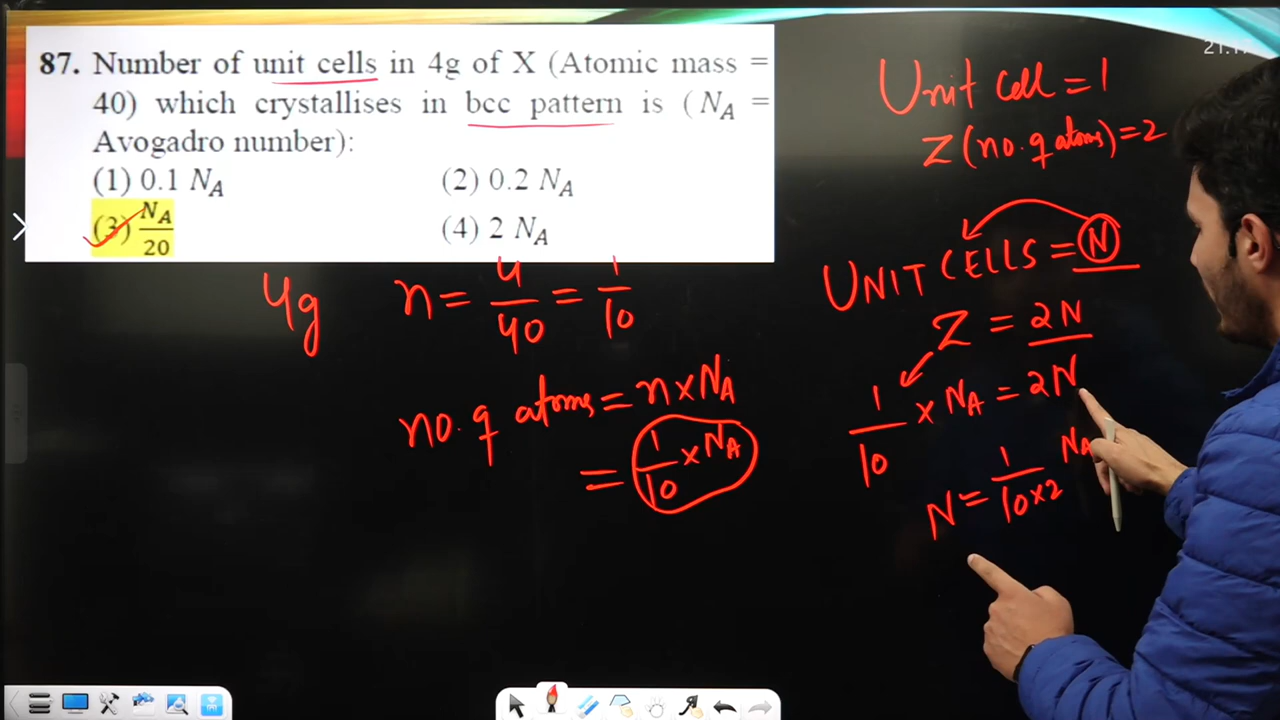 87. Number of unit cells in 4g of X (Atomic mass =
40) which crystallises in bcc pattern is (N_A =
Avogadro number):
(1) 0.1 N_A (2) 0.2 N_A
(3) N_A/20 (4) 2 N_A
4g n = 4/40 = 1/10
no. q atoms = n × N_A
= 1/10 × N_A
Unit cell = 1
Z (no. q atoms) = 2
UNIT CELLS = N
Z = 2N
1/10 × N_A = 2N
N = 1/10×2 N_A